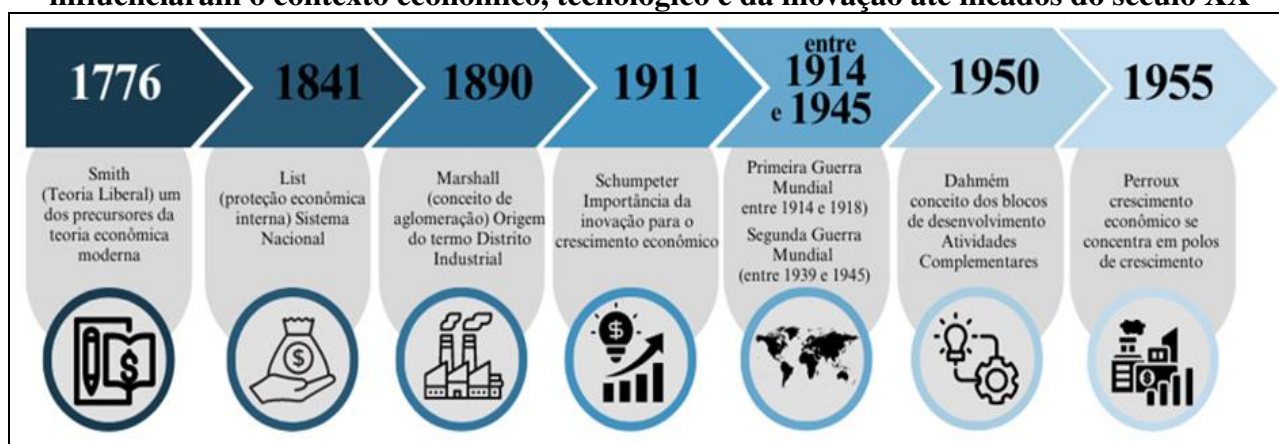 influenciaram o contexto econômico, tecnológico e da inovação até meados do século XX
1776
1841
1890
1911
entre
1914
e 1945
1950
1955
Smith
(Teoria Liberal) um
dos precursores da
teoria econômica
moderna
List
(proteção econômica
interna) Sistema
Nacional
Marshall
(conceito de
aglomeração) Origem
do termo Distrito
Industrial
Schumpeter
Importância da
inovação para o
crescimento econômico
Primeira Guerra
Mundial
entre 1914 e 1918)
Segunda Guerra
Mundial
(entre 1939 e 1945)
Dahmém
conceito dos blocos
de desenvolvimento
Atividades
Complementares
Perroux
crescimento
econômico se
concentra em polos
de crescimento
$
$
$
$